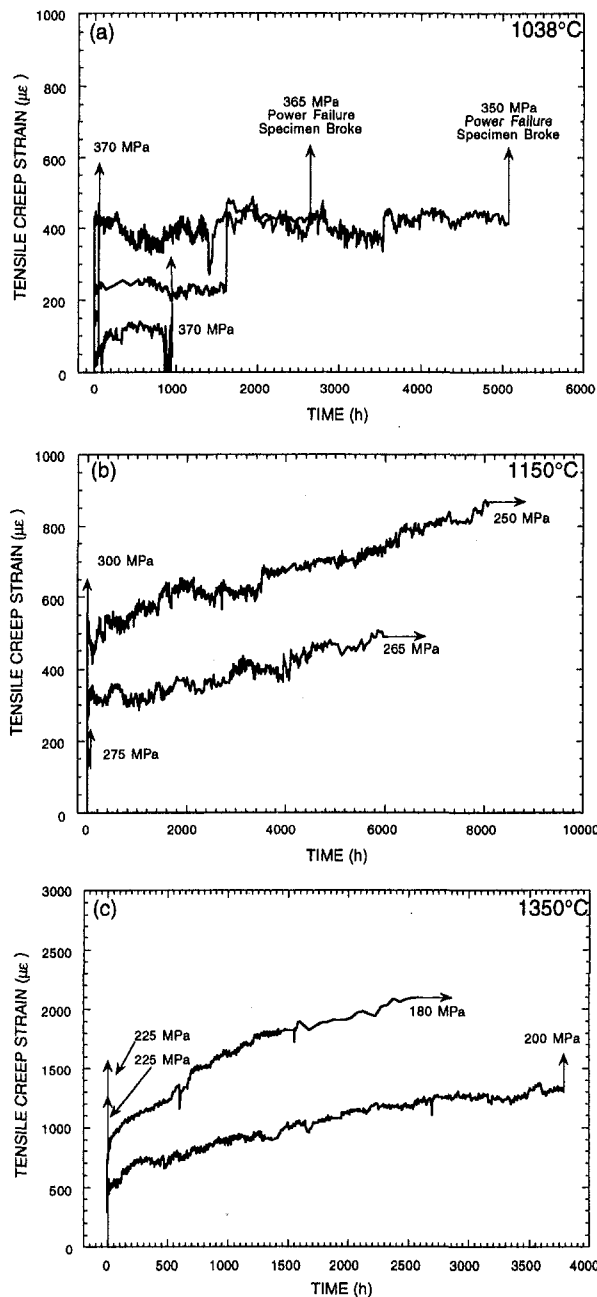 (a)
1038°C
1000
800
600
400
200
0
TENSILE CREEP STRAIN (µε)
370 MPa
365 MPa
Power Failure
Specimen Broke
350 MPa
Power Failure
Specimen Broke
370 MPa
0
1000
2000
3000
4000
5000
6000
TIME (h)
(b)
1150°C
1000
800
600
400
200
0
TENSILE CREEP STRAIN (µε)
300 MPa
250 MPa
265 MPa
275 MPa
0
2000
4000
6000
8000
10000
TIME (h)
(c)
1350°C
3000
2500
2000
1500
1000
500
0
TENSILE CREEP STRAIN (µε)
225 MPa
225 MPa
180 MPa
200 MPa
0
500
1000
1500
2000
2500
3000
3500
4000
TIME (h)